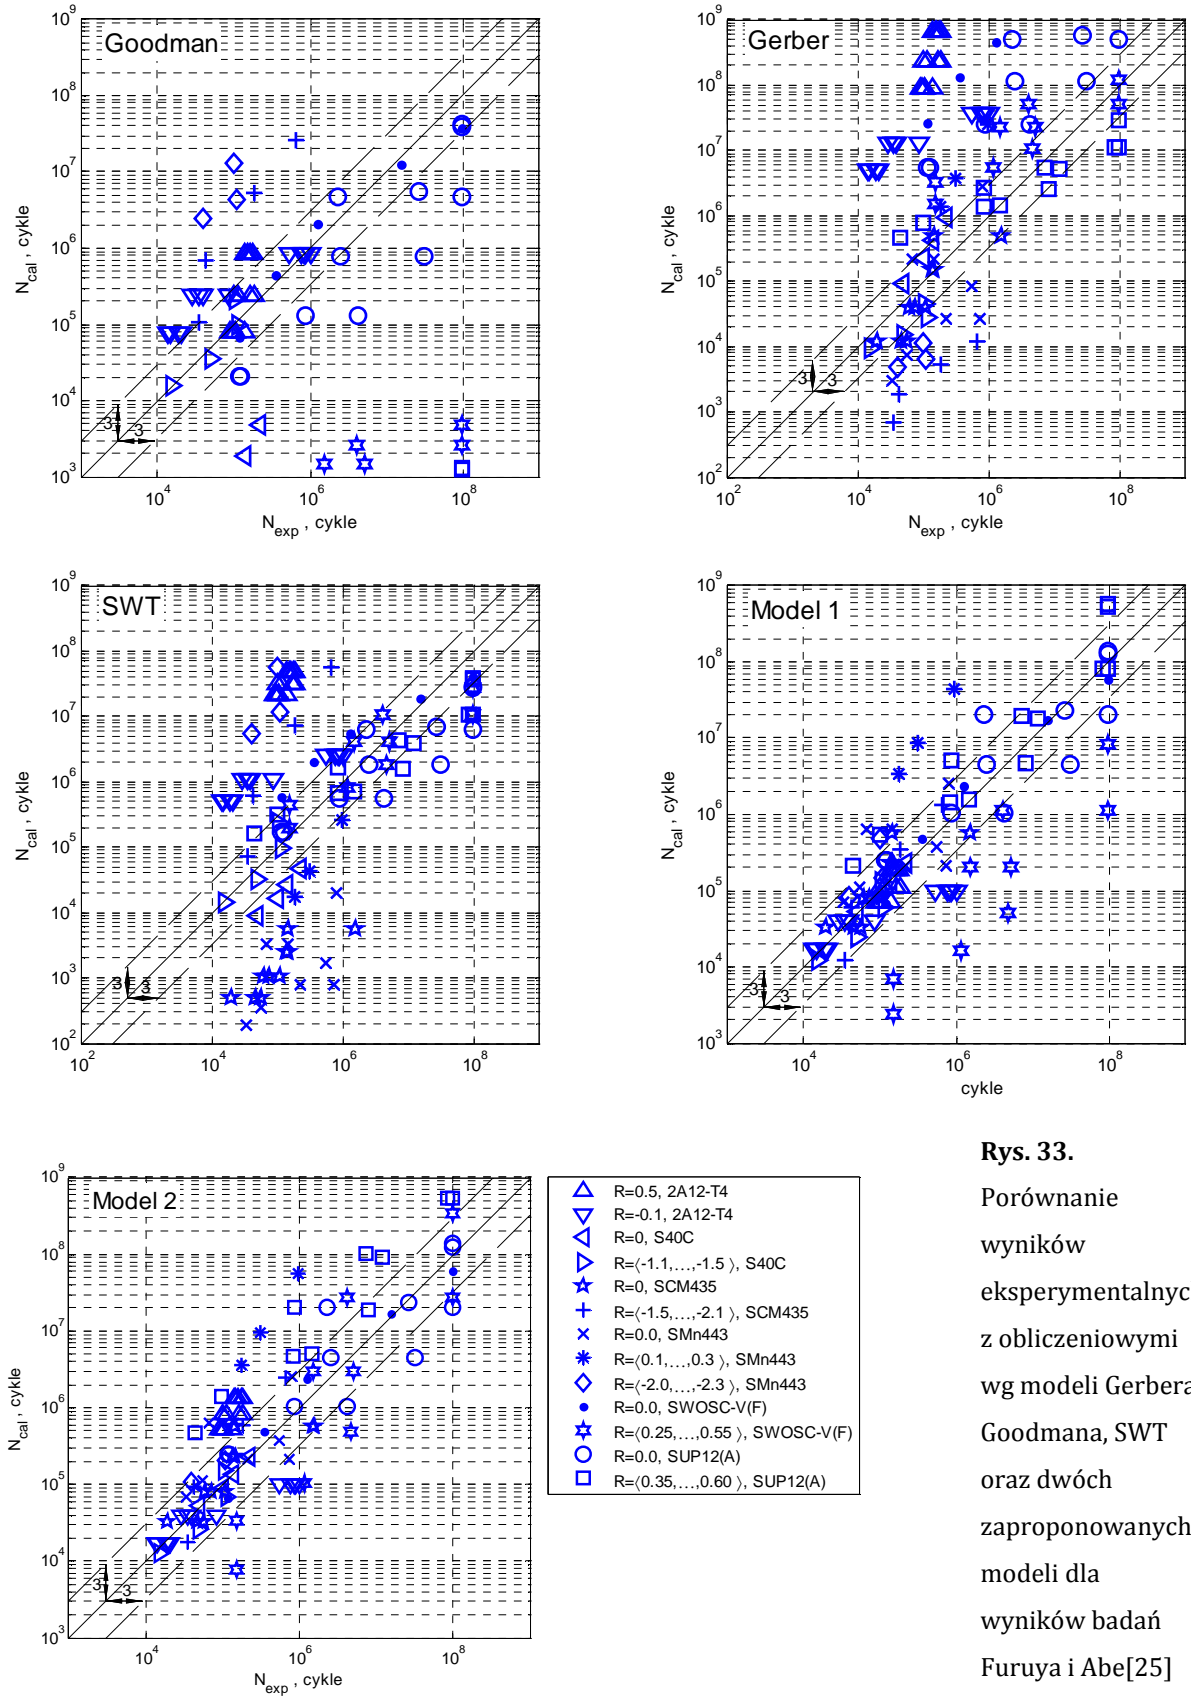 Goodman
10^9
10^8
10^7
10^6
10^5
10^4
10^3
10^4
10^6
10^8
N_cal , cykle
N_exp , cykle
3
3
Gerber
10^9
10^8
10^7
10^6
10^5
10^4
10^3
10^2
10^2
10^4
10^6
10^8
N_cal , cykle
N_exp , cykle
3
3
SWT
10^9
10^8
10^7
10^6
10^5
10^4
10^3
10^2
10^2
10^4
10^6
10^8
N_cal , cykle
3
3
Model 1
10^9
10^8
10^7
10^6
10^5
10^4
10^3
10^4
10^6
10^8
N_cal , cykle
cykle
3
3
Model 2
10^9
10^8
10^7
10^6
10^5
10^4
10^3
10^4
10^6
10^8
N_cal , cykle
N_exp , cykle
3
3
R=0.5, 2A12-T4
R=-0.1, 2A12-T4
R=0, S40C
R=⟨-1.1,...,-1.5 ⟩, S40C
R=0, SCM435
R=⟨-1.5,...,-2.1 ⟩, SCM435
R=0.0, SMn443
R=⟨0.1,...,0.3 ⟩, SMn443
R=⟨-2.0,...,-2.3 ⟩, SMn443
R=0.0, SWOSC-V(F)
R=⟨0.25,...,0.55 ⟩, SWOSC-V(F)
R=0.0, SUP12(A)
R=⟨0.35,...,0.60 ⟩, SUP12(A)
Rys. 33.
Porównanie
wyników
eksperymentalnyc
z obliczeniowymi
wg modeli Gerbera
Goodmana, SWT
oraz dwóch
zaproponowanych
modeli dla
wyników badań
Furuya i Abe[25]